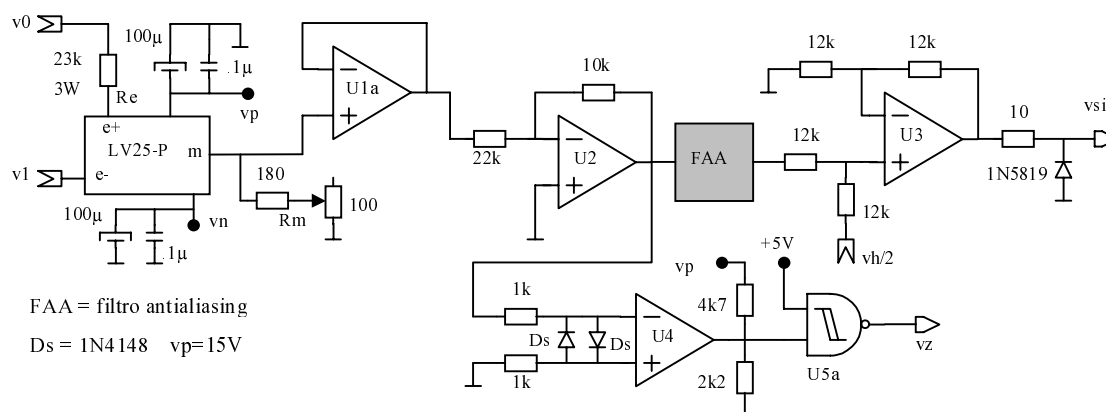 v0
100µ
23k
3W
Re
.1µ
vp
e+
LV25-P
m
e-
v1
180
Rm
100
100µ
vn
.1µ
U1a
10k
22k
U2
FAA
12k
12k
12k
U3
12k
vh/2
10
1N5819
vsi
FAA = filtro antialiasing
Ds = 1N4148 vp=15V
1k
1k
Ds
Ds
U4
vp
+5V
4k7
2k2
U5a
vz